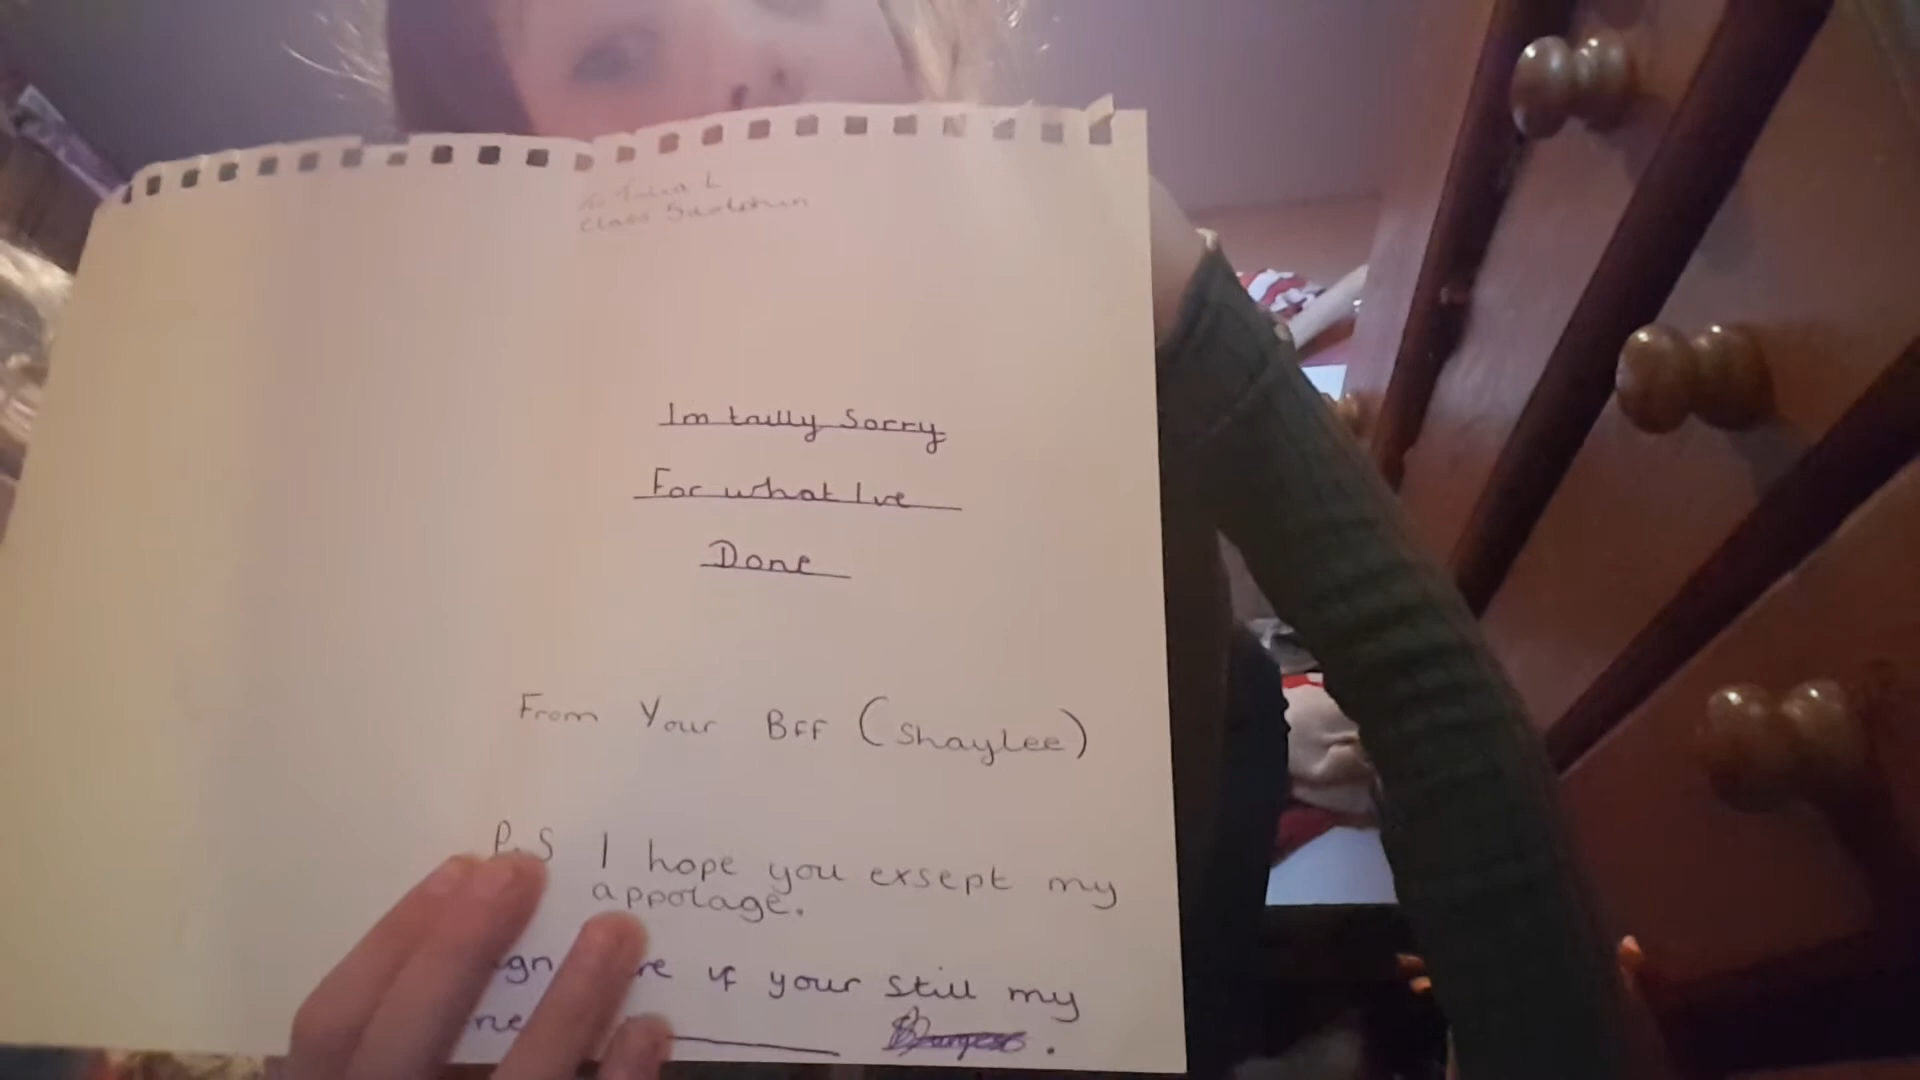 Im trilly Sorry
For what Ive
Done
From Your BFF (Shaylee)
P.S I hope you exsept my
appolage.
if your still my